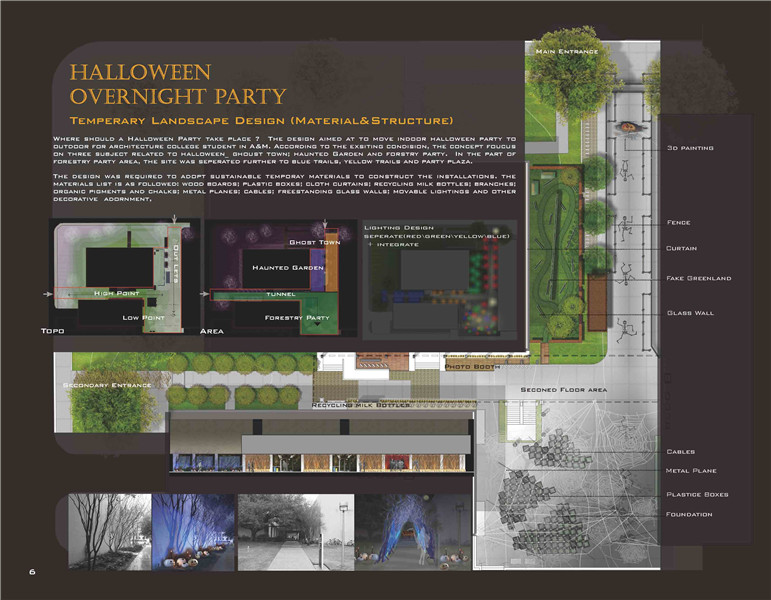 Halloween
Overnight Party
Temperary Landscape Design (Material&Structure)
Where should a Halloween Party take place ? The design aimed at to move indoor halloween party to
outdoor for architecture college student in A&M. According to the exsiting condition, the concept foucus
on three subject related to halloween_ ghoust town; haunted Garden and forstry party. In the part of
forestry party area, the site was seperated further to blue trails, yellow trails and party plaza.
The design was required to adopt sustainable temporay materials to construct the installations. The
materials list is as followed: wood boards; plastic boxes; cloth curtains; recycling milk bottles; branches;
organic pigments and chalks; metal planes; cables; freestanding glass walls; movable lightings and other
decorative adornment.
Main Entrance
3D painting
Fence
Curtain
Fake Greenland
Glass Wall
Out Lets
High Point
Low Point
Topo
Ghost Town
Haunted Garden
tunnel
Forestry Party
Area
Lighting Design
seperate(red\green\yellow\blue)
+ integrate
Secondary Entrance
Photo Booth
Seconed Floor area
Recycling milk Bottles
Cables
Metal Plane
Plastice Boxes
Foundation
6